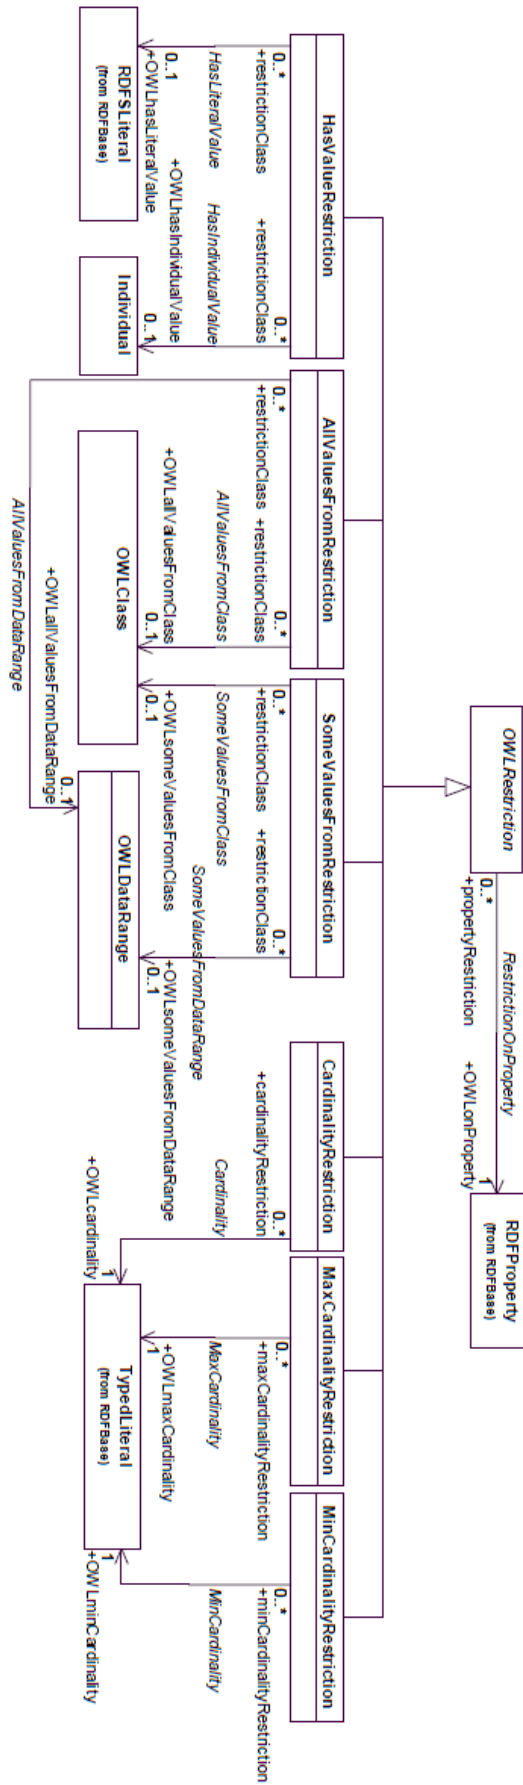 OWLRestriction
0..*
+propertyRestriction
RestrictionOnProperty
+OWLonProperty
1
RDFProperty
(from RDFBase)
HasValueRestriction
AllValuesFromRestriction
SomeValuesFromRestriction
CardinalityRestriction
MaxCardinalityRestriction
MinCardinalityRestriction
0..*
+restrictionClass
HasLiteralValue
0..1
+OWLhasLiteralValue
RDFSLiteral
(from RDFBase)
0..*
+restrictionClass
HasIndividualValue
+OWLhasIndividualValue
0..1
Individual
0..*
+restrictionClass
AllValuesFromDataRange
+OWLallValuesFromDataRange
0..1
0..*
+restrictionClass
AllValuesFromClass
+OWLallValuesFromClass
0..1
OWLClass
0..*
+restrictionClass
SomeValuesFromClass
+OWLsomeValuesFromClass
0..1
0..*
+restrictionClass
SomeValuesFromDataRange
+OWLsomeValuesFromDataRange
0..1
OWLDataRange
0..*
+cardinalityRestriction
Cardinality
1
+OWLcardinality
0..*
+maxCardinalityRestriction
MaxCardinality
+OWLmaxCardinality
1
0..*
+minCardinalityRestriction
MinCardinality
1
+OWLminCardinality
TypedLiteral
(from RDFBase)